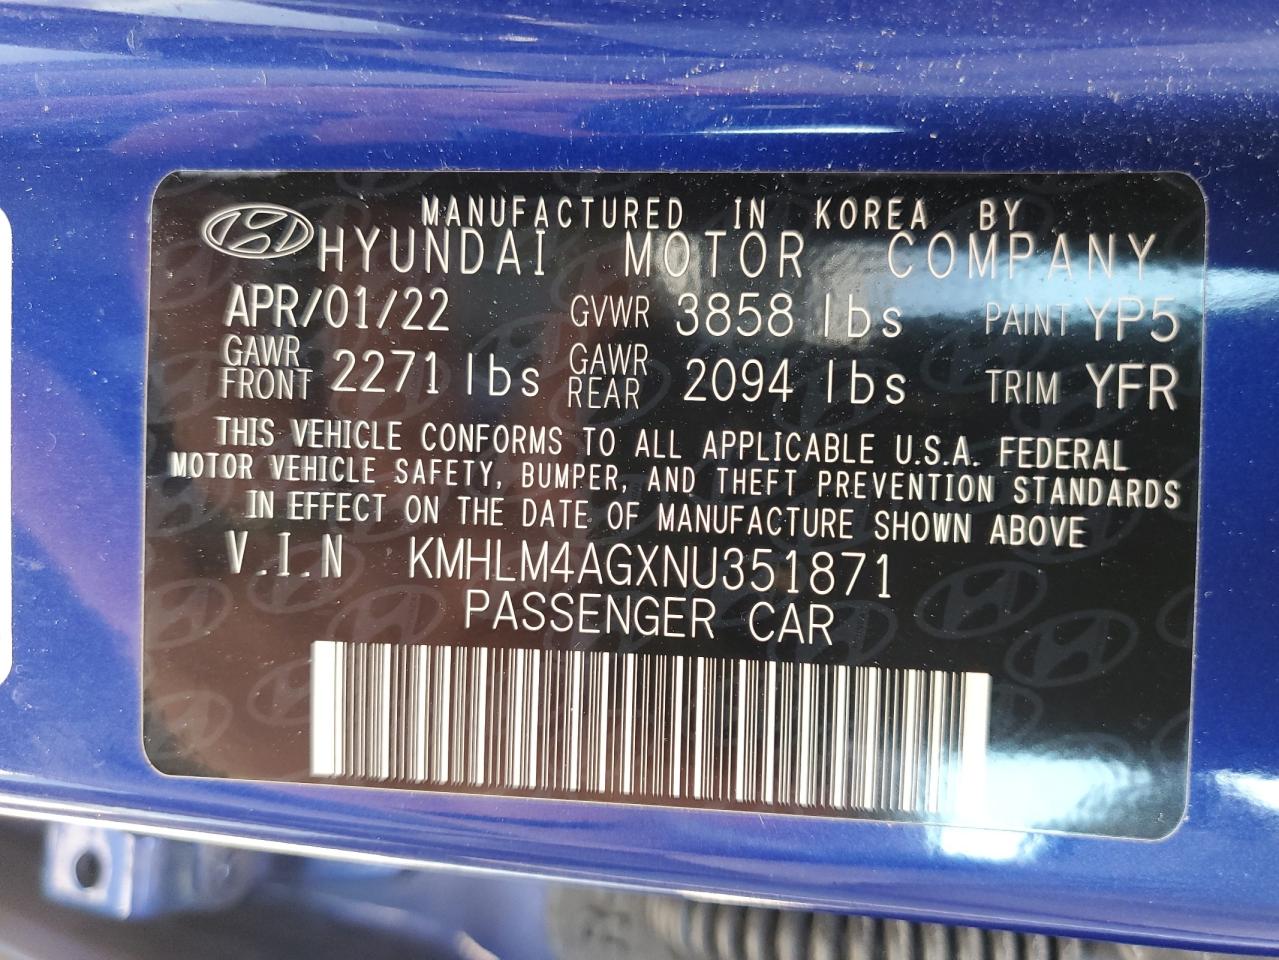 MANUFACTURED IN KOREA BY
HYUNDAI MOTOR COMPANY
APR/01/22 GVWR 3858 lbs PAINT YP5
GAWR FRONT 2271 lbs GAWR REAR 2094 lbs TRIM YFR
THIS VEHICLE CONFORMS TO ALL APPLICABLE U.S.A. FEDERAL
MOTOR VEHICLE SAFETY, BUMPER, AND THEFT PREVENTION STANDARDS
IN EFFECT ON THE DATE OF MANUFACTURE SHOWN ABOVE
V.I.N KMHLM4AGXNU351871
PASSENGER CAR